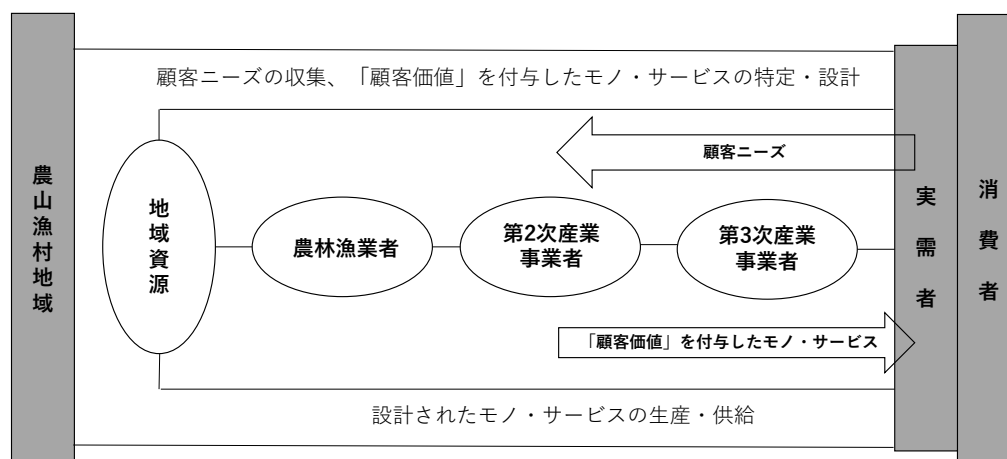 顧客ニーズの収集、「顧客価値」を付与したモノ・サービスの特定・設計
顧客ニーズ
農山漁村地域
地域資源
農林漁業者
第2次産業
事業者
第3次産業
事業者
実需者
消費者
「顧客価値」を付与したモノ・サービス
設計されたモノ・サービスの生産・供給